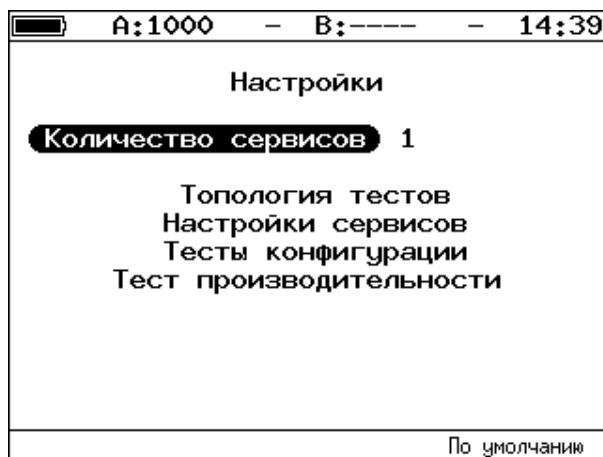 A:1000 – B:---- – 14:39
Настройки
Количество сервисов 1
Топология тестов
Настройки сервисов
Тесты конфигурации
Тест производительности
По умолчанию